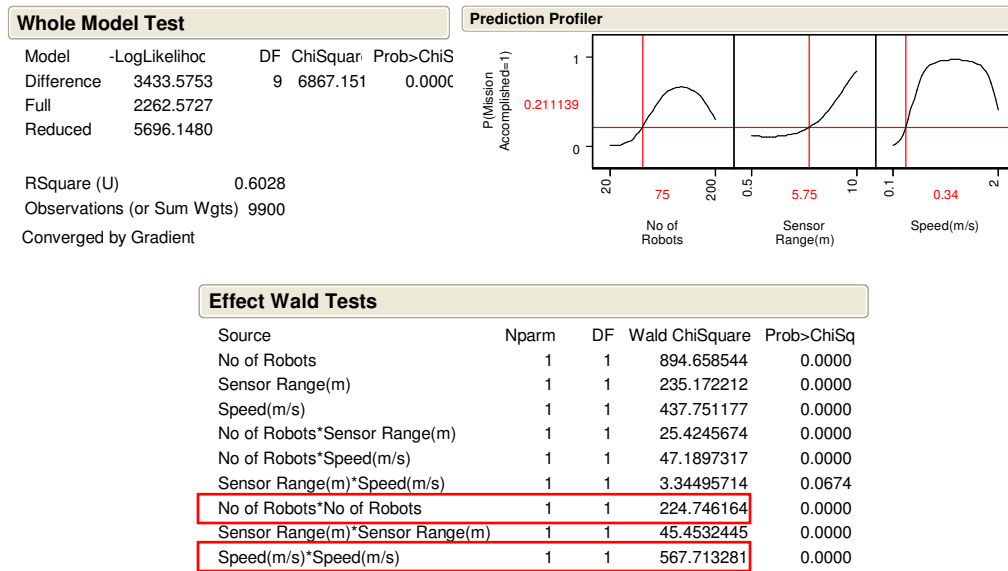 Whole Model Test
Model -LogLikelihoc DF ChiSquar Prob>ChiS
Difference 3433.5753 9 6867.151 0.0000
Full 2262.5727
Reduced 5696.1480
RSquare (U) 0.6028
Observations (or Sum Wgts) 9900
Converged by Gradient
Prediction Profiler
P(Mission
Accomplished=1)
1
0.211139
0
20 75 200
No of
Robots
0.5 5.75 10
Sensor
Range(m)
0.1 0.34 2
Speed(m/s)
Effect Wald Tests
Source Nparm DF Wald ChiSquare Prob>ChiSq
No of Robots 1 1 894.658544 0.0000
Sensor Range(m) 1 1 235.172212 0.0000
Speed(m/s) 1 1 437.751177 0.0000
No of Robots*Sensor Range(m) 1 1 25.4245674 0.0000
No of Robots*Speed(m/s) 1 1 47.1897317 0.0000
Sensor Range(m)*Speed(m/s) 1 1 3.34495714 0.0674
No of Robots*No of Robots 1 1 224.746164 0.0000
Sensor Range(m)*Sensor Range(m) 1 1 45.4532445 0.0000
Speed(m/s)*Speed(m/s) 1 1 567.713281 0.0000